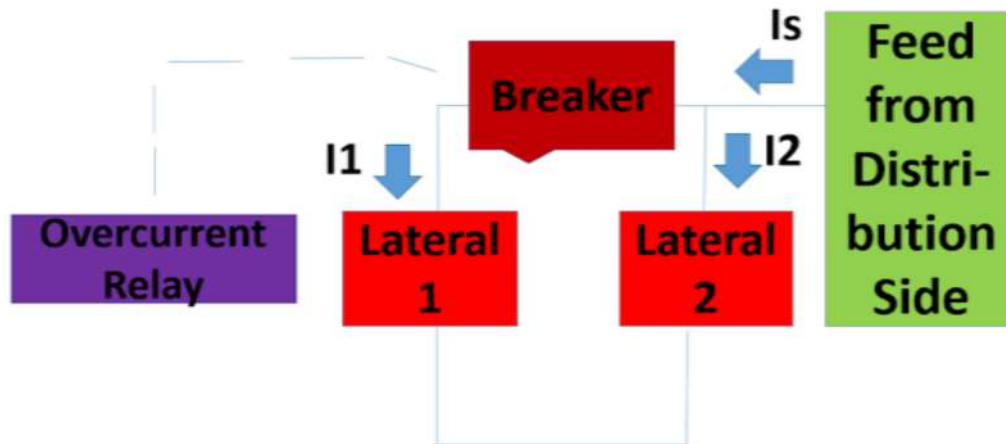 Is
Feed
from
Distri-
bution
Side
Breaker
I1
I2
Overcurrent
Relay
Lateral
1
Lateral
2